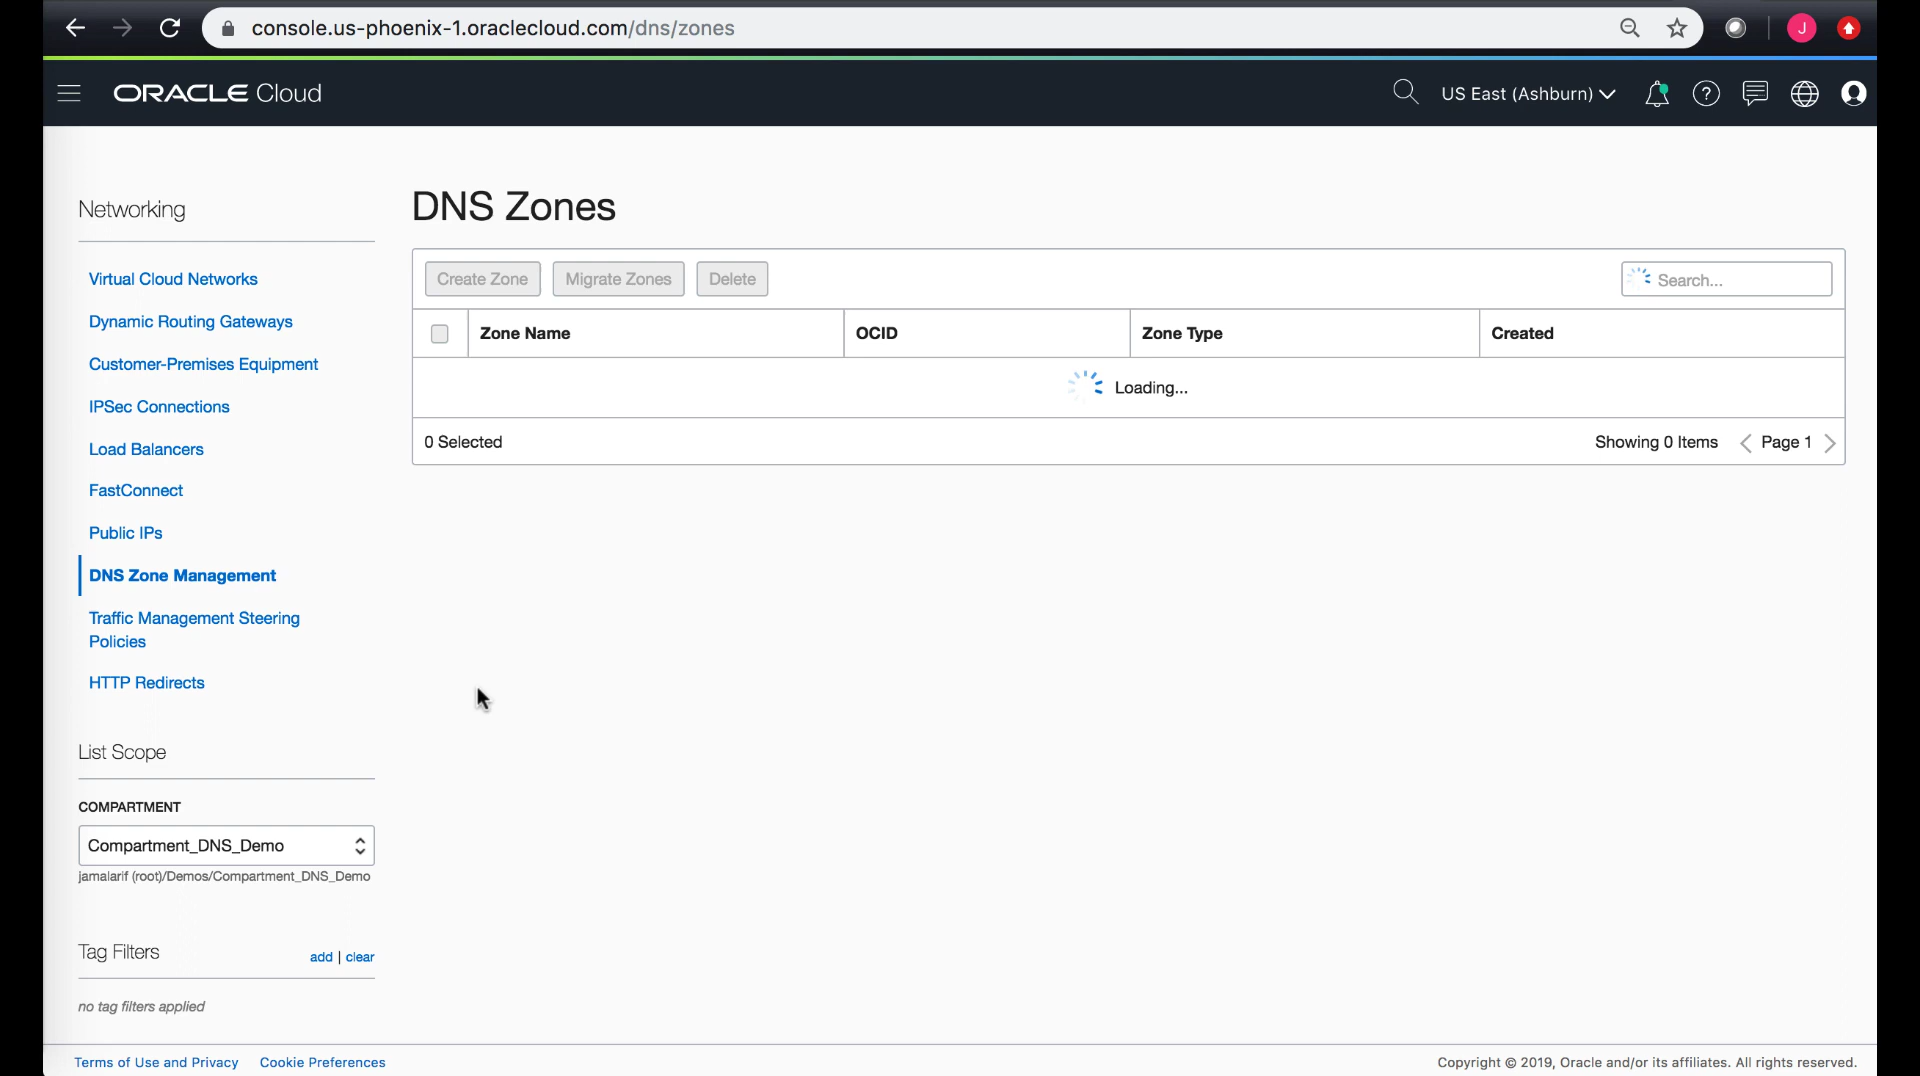 console.us-phoenix-1.oraclecloud.com/dns/zones
J
ORACLE Cloud
US East (Ashburn)
?
Networking
Virtual Cloud Networks
Dynamic Routing Gateways
Customer-Premises Equipment
IPSec Connections
Load Balancers
FastConnect
Public IPs
DNS Zone Management
Traffic Management Steering
Policies
HTTP Redirects
List Scope
COMPARTMENT
Compartment_DNS_Demo
jamalarif (root)/Demos/Compartment_DNS_Demo
Tag Filters
add | clear
no tag filters applied
DNS Zones
Create Zone Migrate Zones Delete
Search...
Zone Name OCID Zone Type Created
Loading...
0 Selected
Showing 0 Items < Page 1 >
Terms of Use and Privacy Cookie Preferences
Copyright © 2019, Oracle and/or its affiliates. All rights reserved.